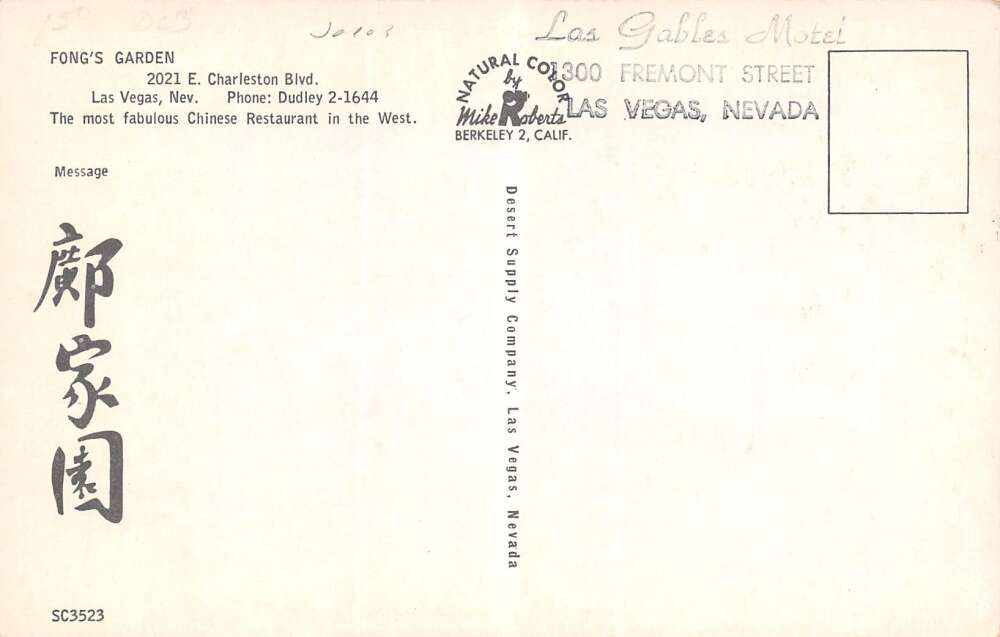 Las Gables Motel
1300 FREMONT STREET
LAS VEGAS, NEVADA
FONG'S GARDEN
2021 E. Charleston Blvd.
Las Vegas, Nev. Phone: Dudley 2-1644
The most fabulous Chinese Restaurant in the West.
NATURAL COLOR
by
Mike Roberts
BERKELEY 2, CALIF.
Message
鄺家園
Desert Supply Company, Las Vegas, Nevada
SC3523